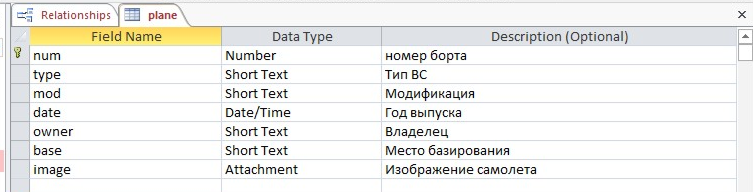 Relationships plane
Field Name Data Type Description (Optional)
num Number номер борта
type Short Text Тип ВС
mod Short Text Модификация
date Date/Time Год выпуска
owner Short Text Владелец
base Short Text Место базирования
image Attachment Изображение самолета